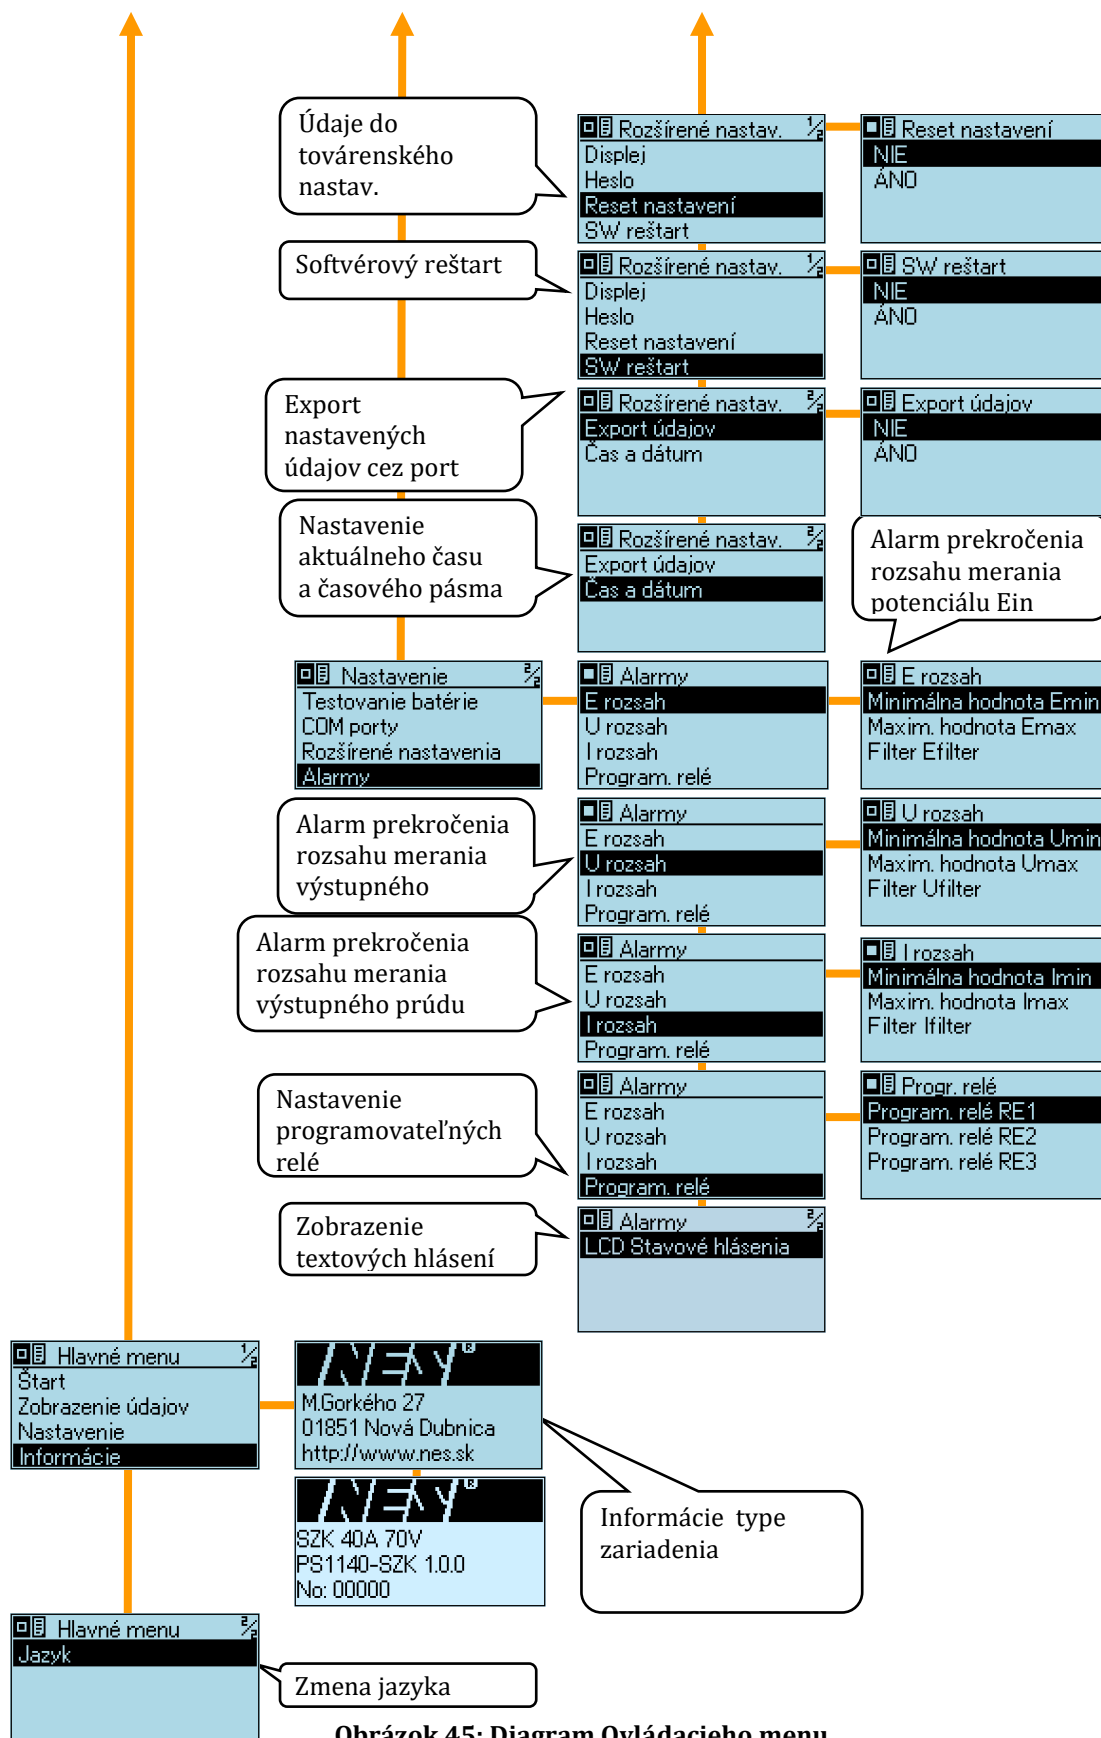 Údaje do
továrenského
nastav.
Rozšírené nastav. 1/2
Displej
Heslo
Reset nastavení
SW reštart
Reset nastavení
NIE
ÁNO
Softvérový reštart
Rozšírené nastav. 1/2
Displej
Heslo
Reset nastavení
SW reštart
SW reštart
NIE
ÁNO
Export
nastavených
údajov cez port
Rozšírené nastav. 2/2
Export údajov
Čas a dátum
Export údajov
NIE
ÁNO
Nastavenie
aktuálneho času
a časového pásma
Rozšírené nastav. 2/2
Export údajov
Čas a dátum
Alarm prekročenia
rozsahu merania
potenciálu Ein
Nastavenie 2/2
Testovanie batérie
COM porty
Rozšírené nastavenia
Alarmy
Alarmy
E rozsah
U rozsah
I rozsah
Program. relé
E rozsah
Minimálna hodnota Emin
Maxim. hodnota Emax
Filter Efilter
Alarm prekročenia
rozsahu merania
výstupného
Alarmy
E rozsah
U rozsah
I rozsah
Program. relé
U rozsah
Minimálna hodnota Umin
Maxim. hodnota Umax
Filter Ufilter
Alarm prekročenia
rozsahu merania
výstupného prúdu
Alarmy
E rozsah
U rozsah
I rozsah
Program. relé
I rozsah
Minimálna hodnota Imin
Maxim. hodnota Imax
Filter Ifilter
Nastavenie
programovateľných
relé
Alarmy
E rozsah
U rozsah
I rozsah
Program. relé
Progr. relé
Program. relé RE1
Program. relé RE2
Program. relé RE3
Zobrazenie
textových hlásení
Alarmy 2/2
LCD Stavové hlásenia
Hlavné menu 1/2
Štart
Zobrazenie údajov
Nastavenie
Informácie
NES®
M.Gorkého 27
01851 Nová Dubnica
http://www.nes.sk
NES®
SZK 40A 70V
PS1140-SZK 1.0.0
No: 00000
Informácie type
zariadenia
Hlavné menu 2/2
Jazyk
Zmena jazyka
Obrázok 45: Diagram Ovládacieho menu